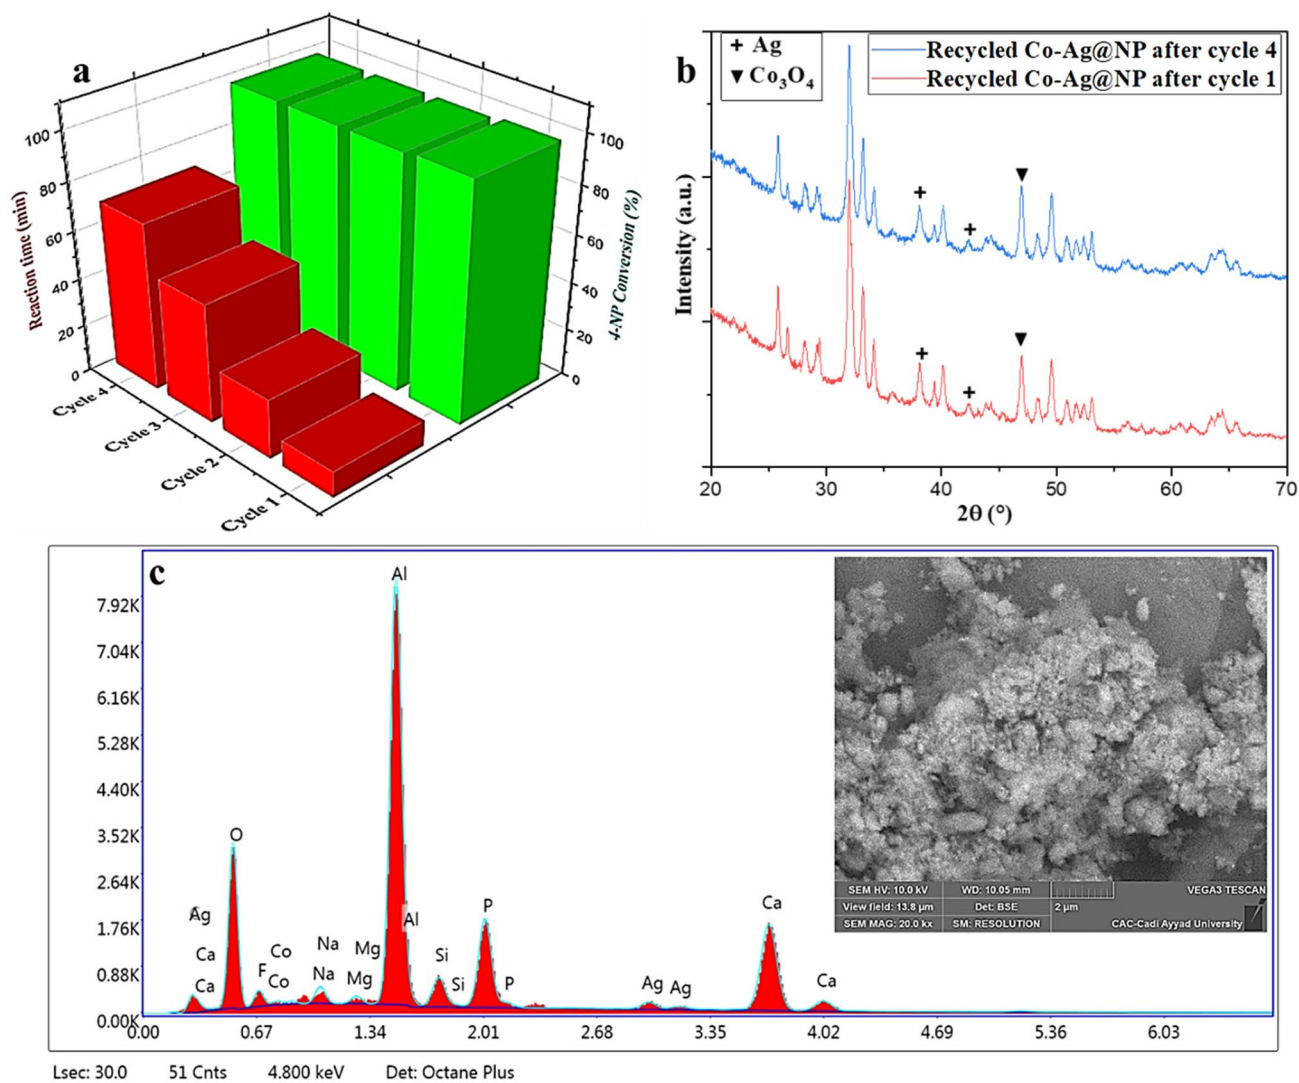 a
Reaction time (min)
100
80
60
40
20
0
Cycle 4
Cycle 3
Cycle 2
Cycle 1
100
80
60
40
20
0
4-NP Conversion (%)
b
+ Ag
▼ Co₃O₄
Recycled Co-Ag@NP after cycle 4
Recycled Co-Ag@NP after cycle 1
Intensity (a.u.)
20 30 40 50 60 70
2θ (°)
c
7.92K
7.04K
6.16K
5.28K
4.40K
3.52K
2.64K
1.76K
0.88K
0.00K
Ag
Ca
Ca
O
F
Co
Co
Na
Na
Mg
Mg
Al
Al
Si
Si
P
P
Ag
Ag
Ca
Ca
0.00 0.67 1.34 2.01 2.68 3.35 4.02 4.69 5.36 6.03
SEM HV: 10.0 kV WD: 10.05 mm VEGA3 TESCAN
View field: 13.8 µm Det: BSE 2 µm
SEM MAG: 20.0 kx SM: RESOLUTION CAC-Cadi Ayyad University
Lsec: 30.0 51 Cnts 4.800 keV Det: Octane Plus